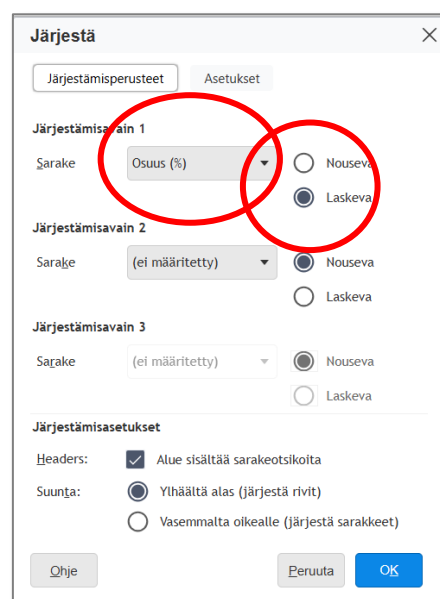 Järjestä
Järjestämisperusteet Asetukset
Järjestämisavain 1
Sarake Osuus (%) Nouseva
Laskeva
Järjestämisavain 2
Sarake (ei määritetty) Nouseva
Laskeva
Järjestämisavain 3
Sarake (ei määritetty) Nouseva
Laskeva
Järjestämisasetukset
Headers: Alue sisältää sarakeotsikoita
Suunta: Ylhäältä alas (järjestä rivit)
Vasemmalta oikealle (järjestä sarakkeet)
Ohje Peruuta OK